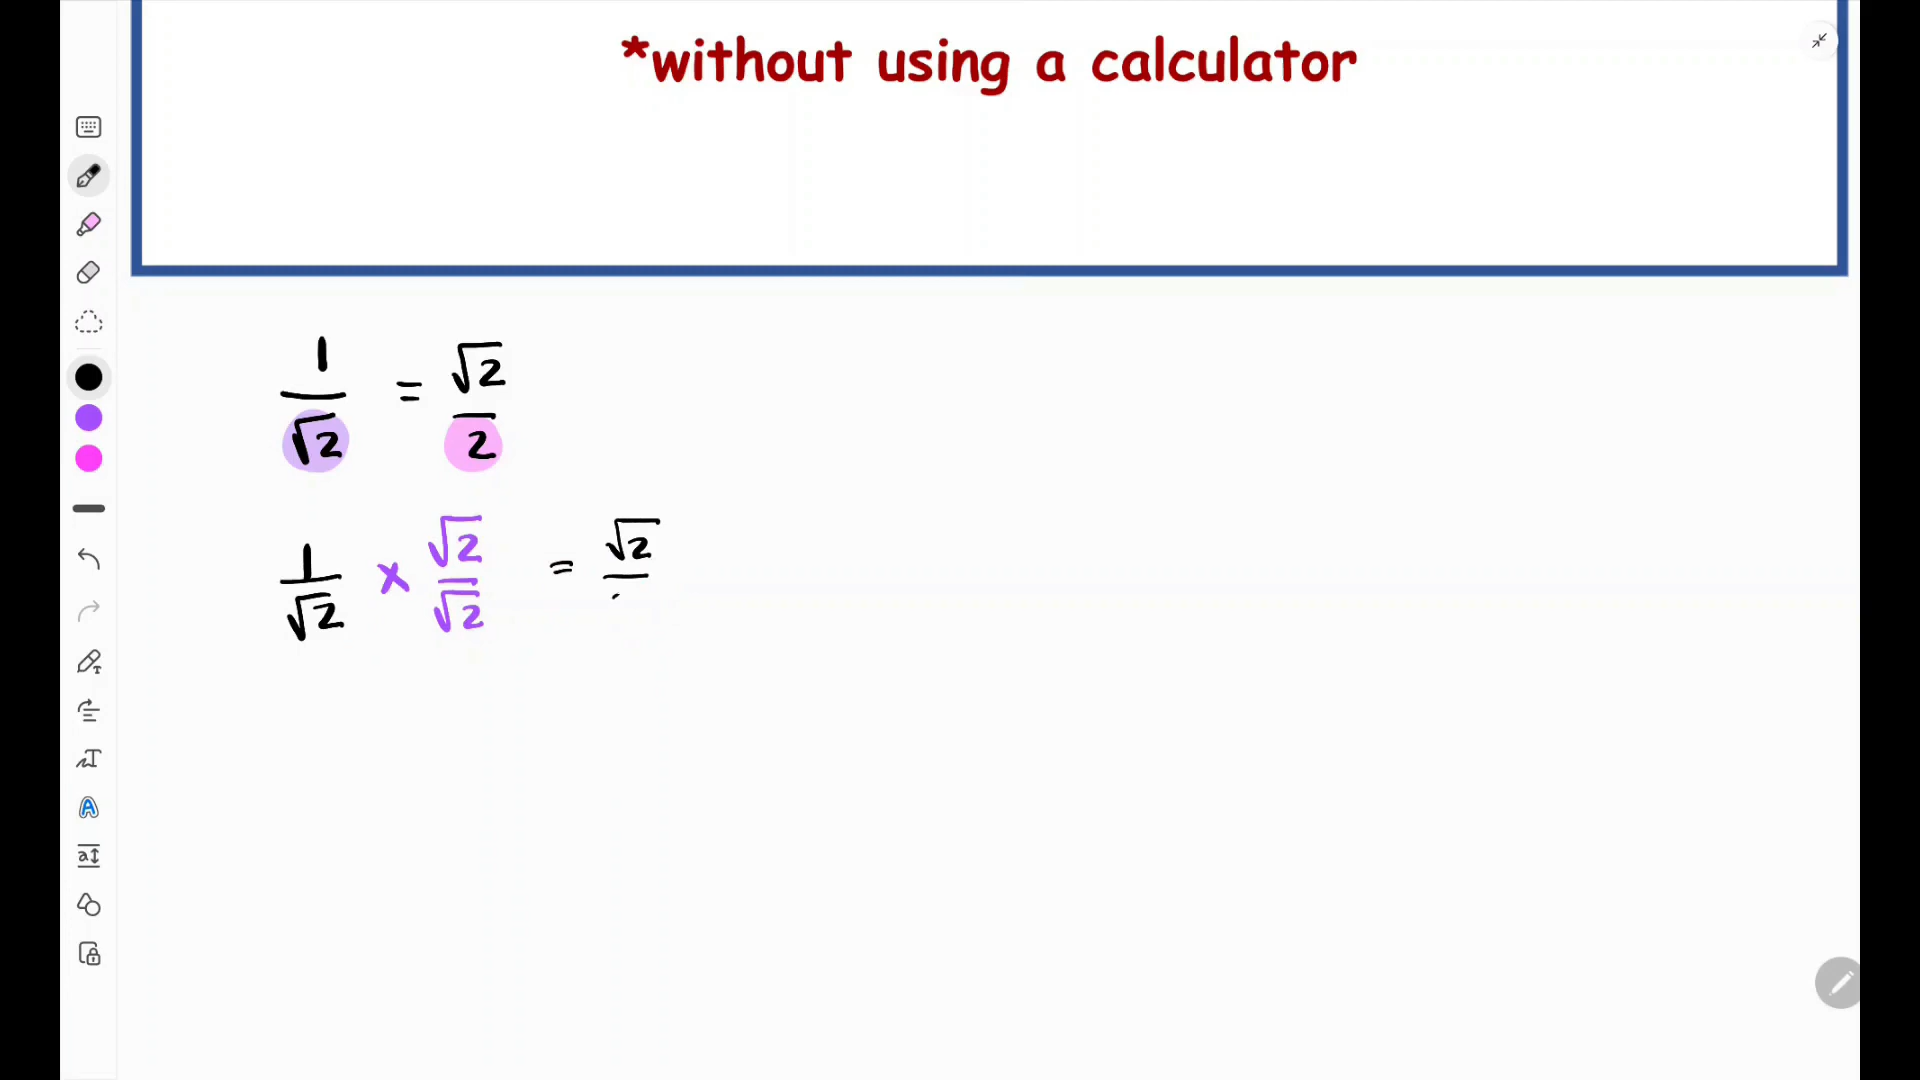 *without using a calculator
1/√2 = √2/2
1/√2 x √2/√2 = √2/